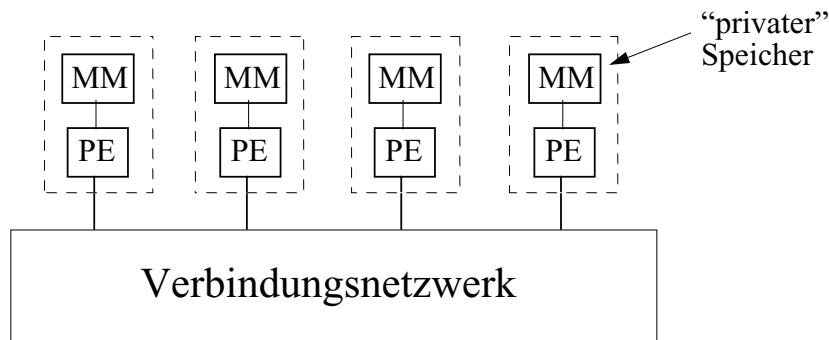 “privater”
Speicher
MM MM MM MM
PE PE PE PE
Verbindungsnetzwerk